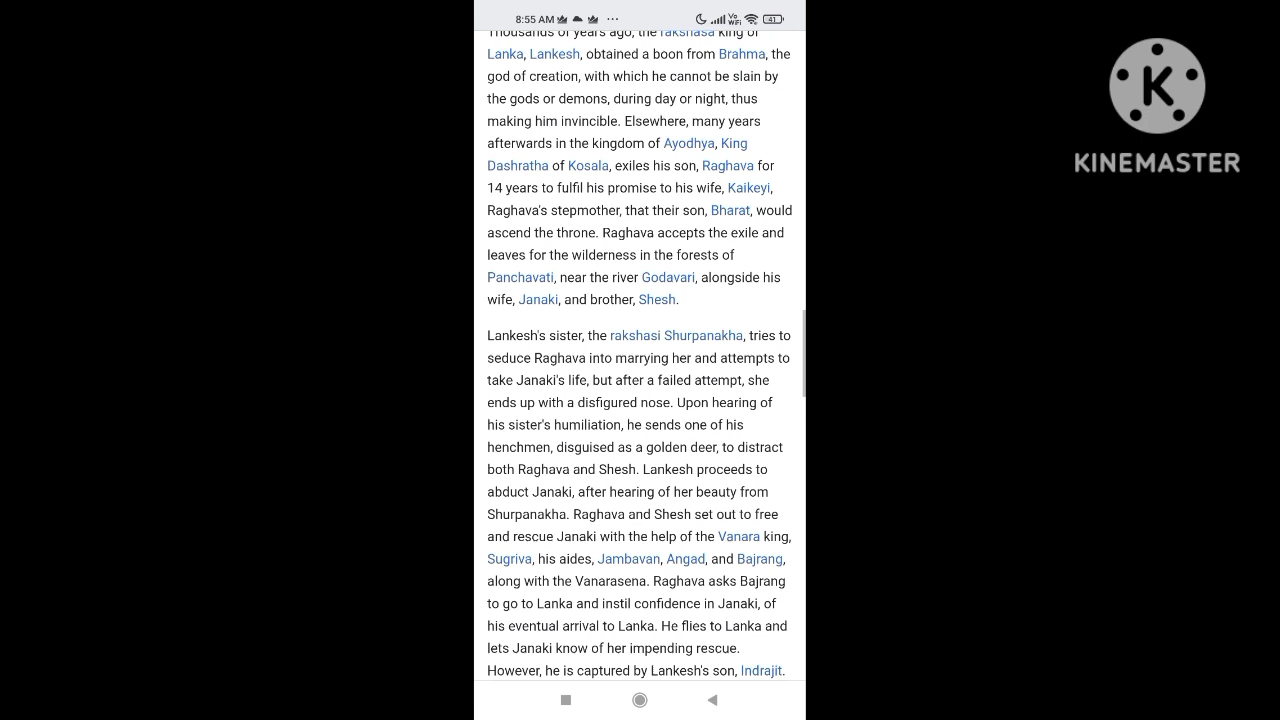 8:55 AM ...
Vo WiFi 41
Thousands of years ago, the rakshasa king of
Lanka, Lankesh, obtained a boon from Brahma, the
god of creation, with which he cannot be slain by
the gods or demons, during day or night, thus
making him invincible. Elsewhere, many years
afterwards in the kingdom of Ayodhya, King
Dashratha of Kosala, exiles his son, Raghava for
14 years to fulfil his promise to his wife, Kaikeyi,
Raghava's stepmother, that their son, Bharat, would
ascend the throne. Raghava accepts the exile and
leaves for the wilderness in the forests of
Panchavati, near the river Godavari, alongside his
wife, Janaki, and brother, Shesh.
Lankesh's sister, the rakshasi Shurpanakha, tries to
seduce Raghava into marrying her and attempts to
take Janaki's life, but after a failed attempt, she
ends up with a disfigured nose. Upon hearing of
his sister's humiliation, he sends one of his
henchmen, disguised as a golden deer, to distract
both Raghava and Shesh. Lankesh proceeds to
abduct Janaki, after hearing of her beauty from
Shurpanakha. Raghava and Shesh set out to free
and rescue Janaki with the help of the Vanara king,
Sugriva, his aides, Jambavan, Angad, and Bajrang,
along with the Vanarasena. Raghava asks Bajrang
to go to Lanka and instil confidence in Janaki, of
his eventual arrival to Lanka. He flies to Lanka and
lets Janaki know of her impending rescue.
However, he is captured by Lankesh's son, Indrajit.
K
KINEMASTER